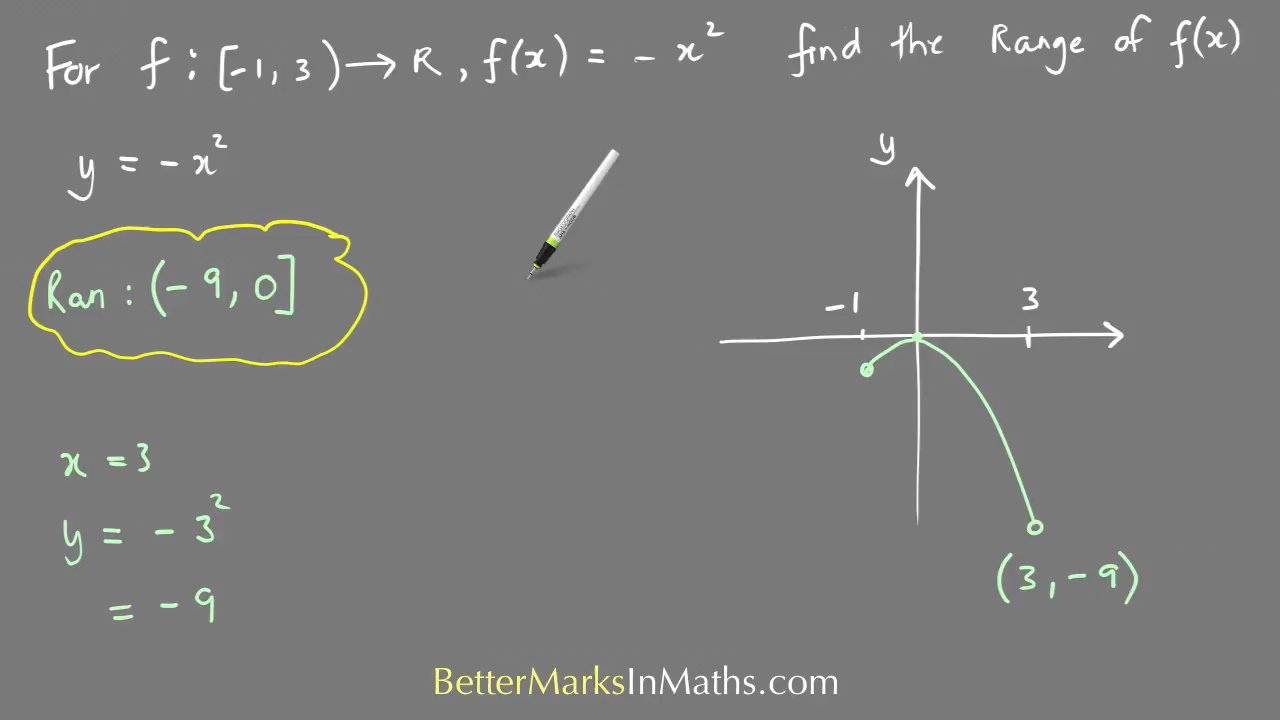 For f : [-1, 3) → R, f(x) = - x² find the Range of f(x)
y = - x²
Ran : (- 9, 0]
x = 3
y = - 3²
= - 9
y
-1
3
(3, - 9)
BetterMarksInMaths.com